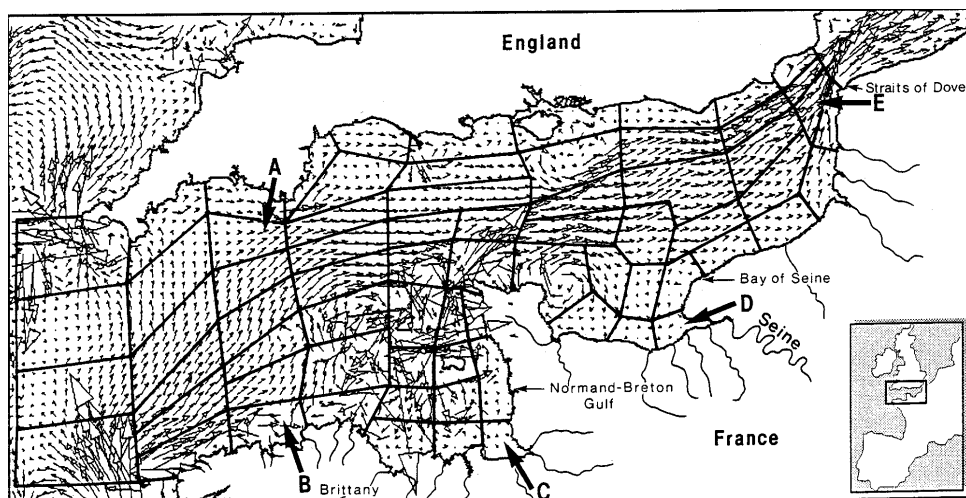 England
Straits of Dove
E
A
Bay of Seine
D
Seine
Normand-Breton
Gulf
France
B
Brittany
C